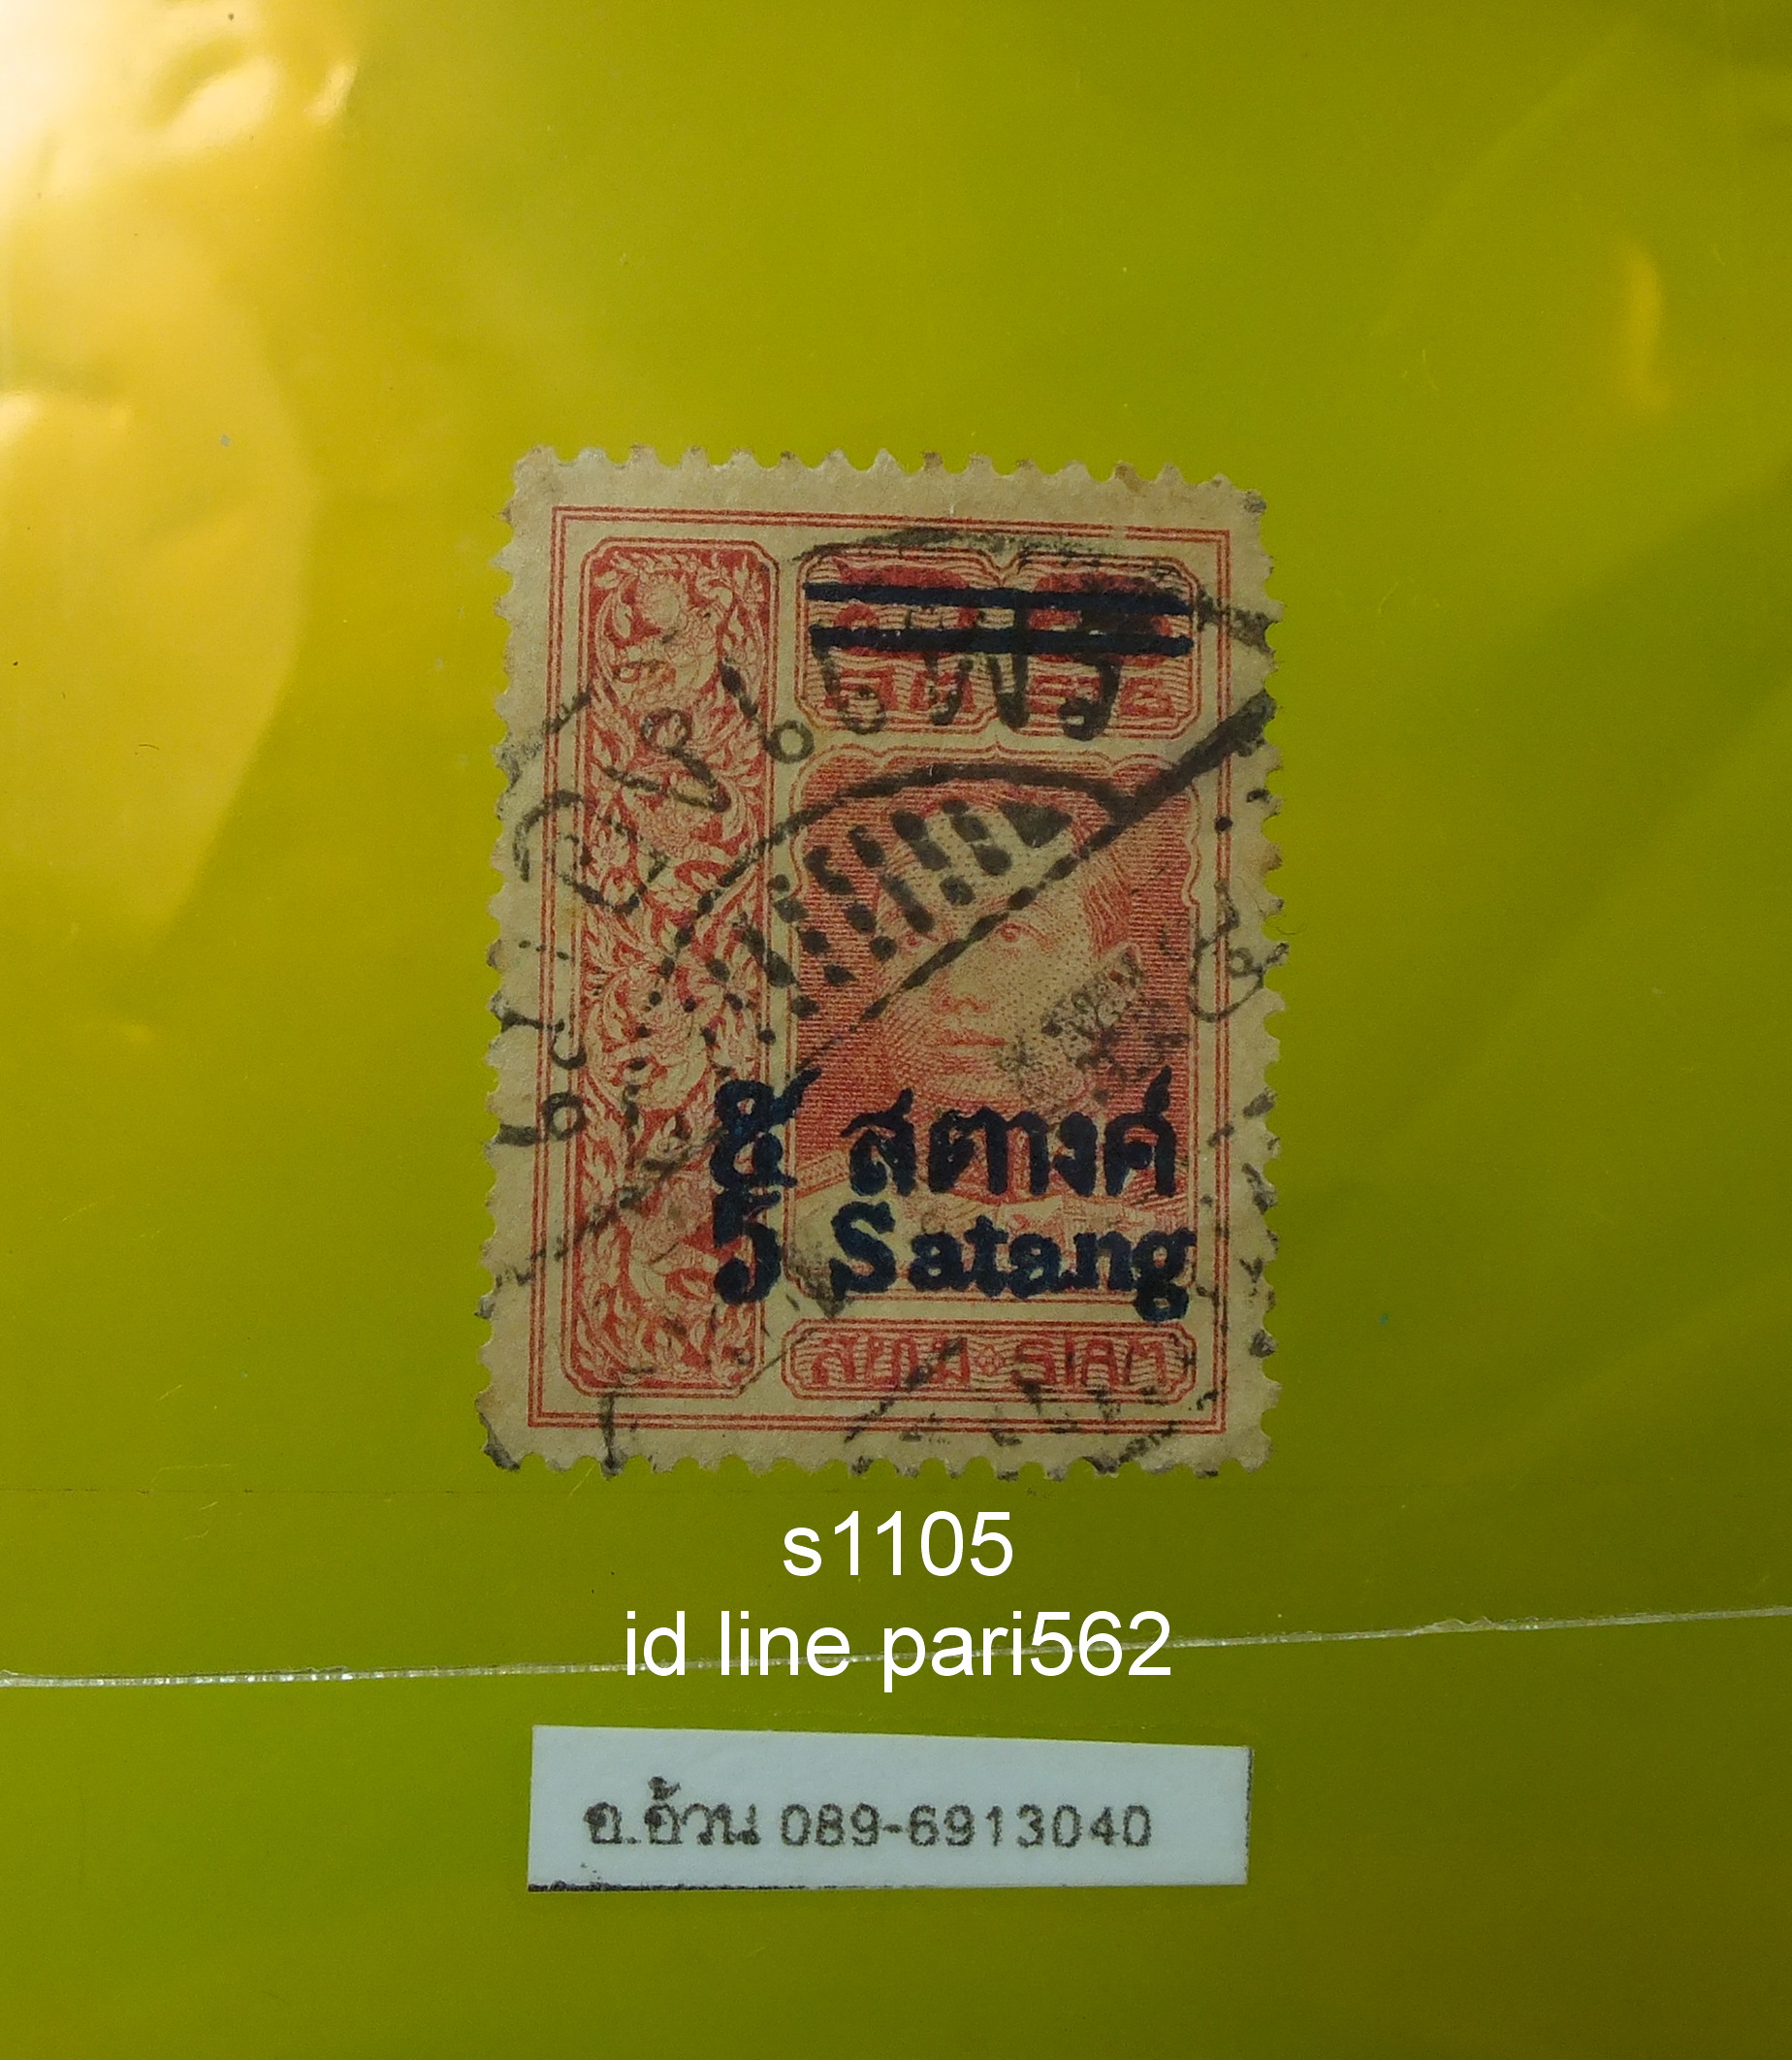 ๕ สตางค์
5 Satang
สยาม SIAM
s1105
id line pari562
อ.อ้วน 089-6913040